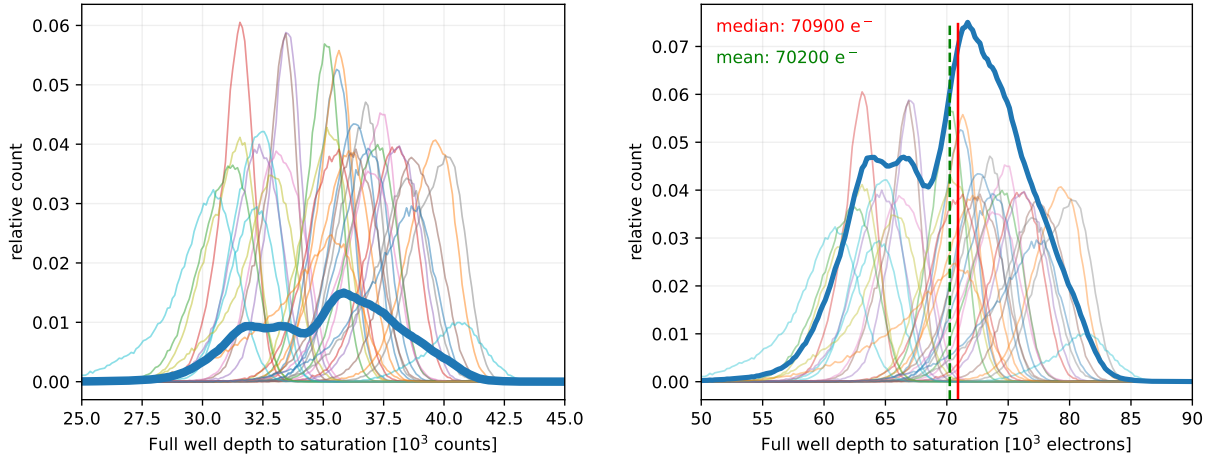 0.06
0.05
0.04
0.03
0.02
0.01
0.00
relative count
25.0 27.5 30.0 32.5 35.0 37.5 40.0 42.5 45.0
Full well depth to saturation [10³ counts]
median: 70900 e⁻
mean: 70200 e⁻
0.07
0.06
0.05
0.04
0.03
0.02
0.01
0.00
relative count
50 55 60 65 70 75 80 85 90
Full well depth to saturation [10³ electrons]